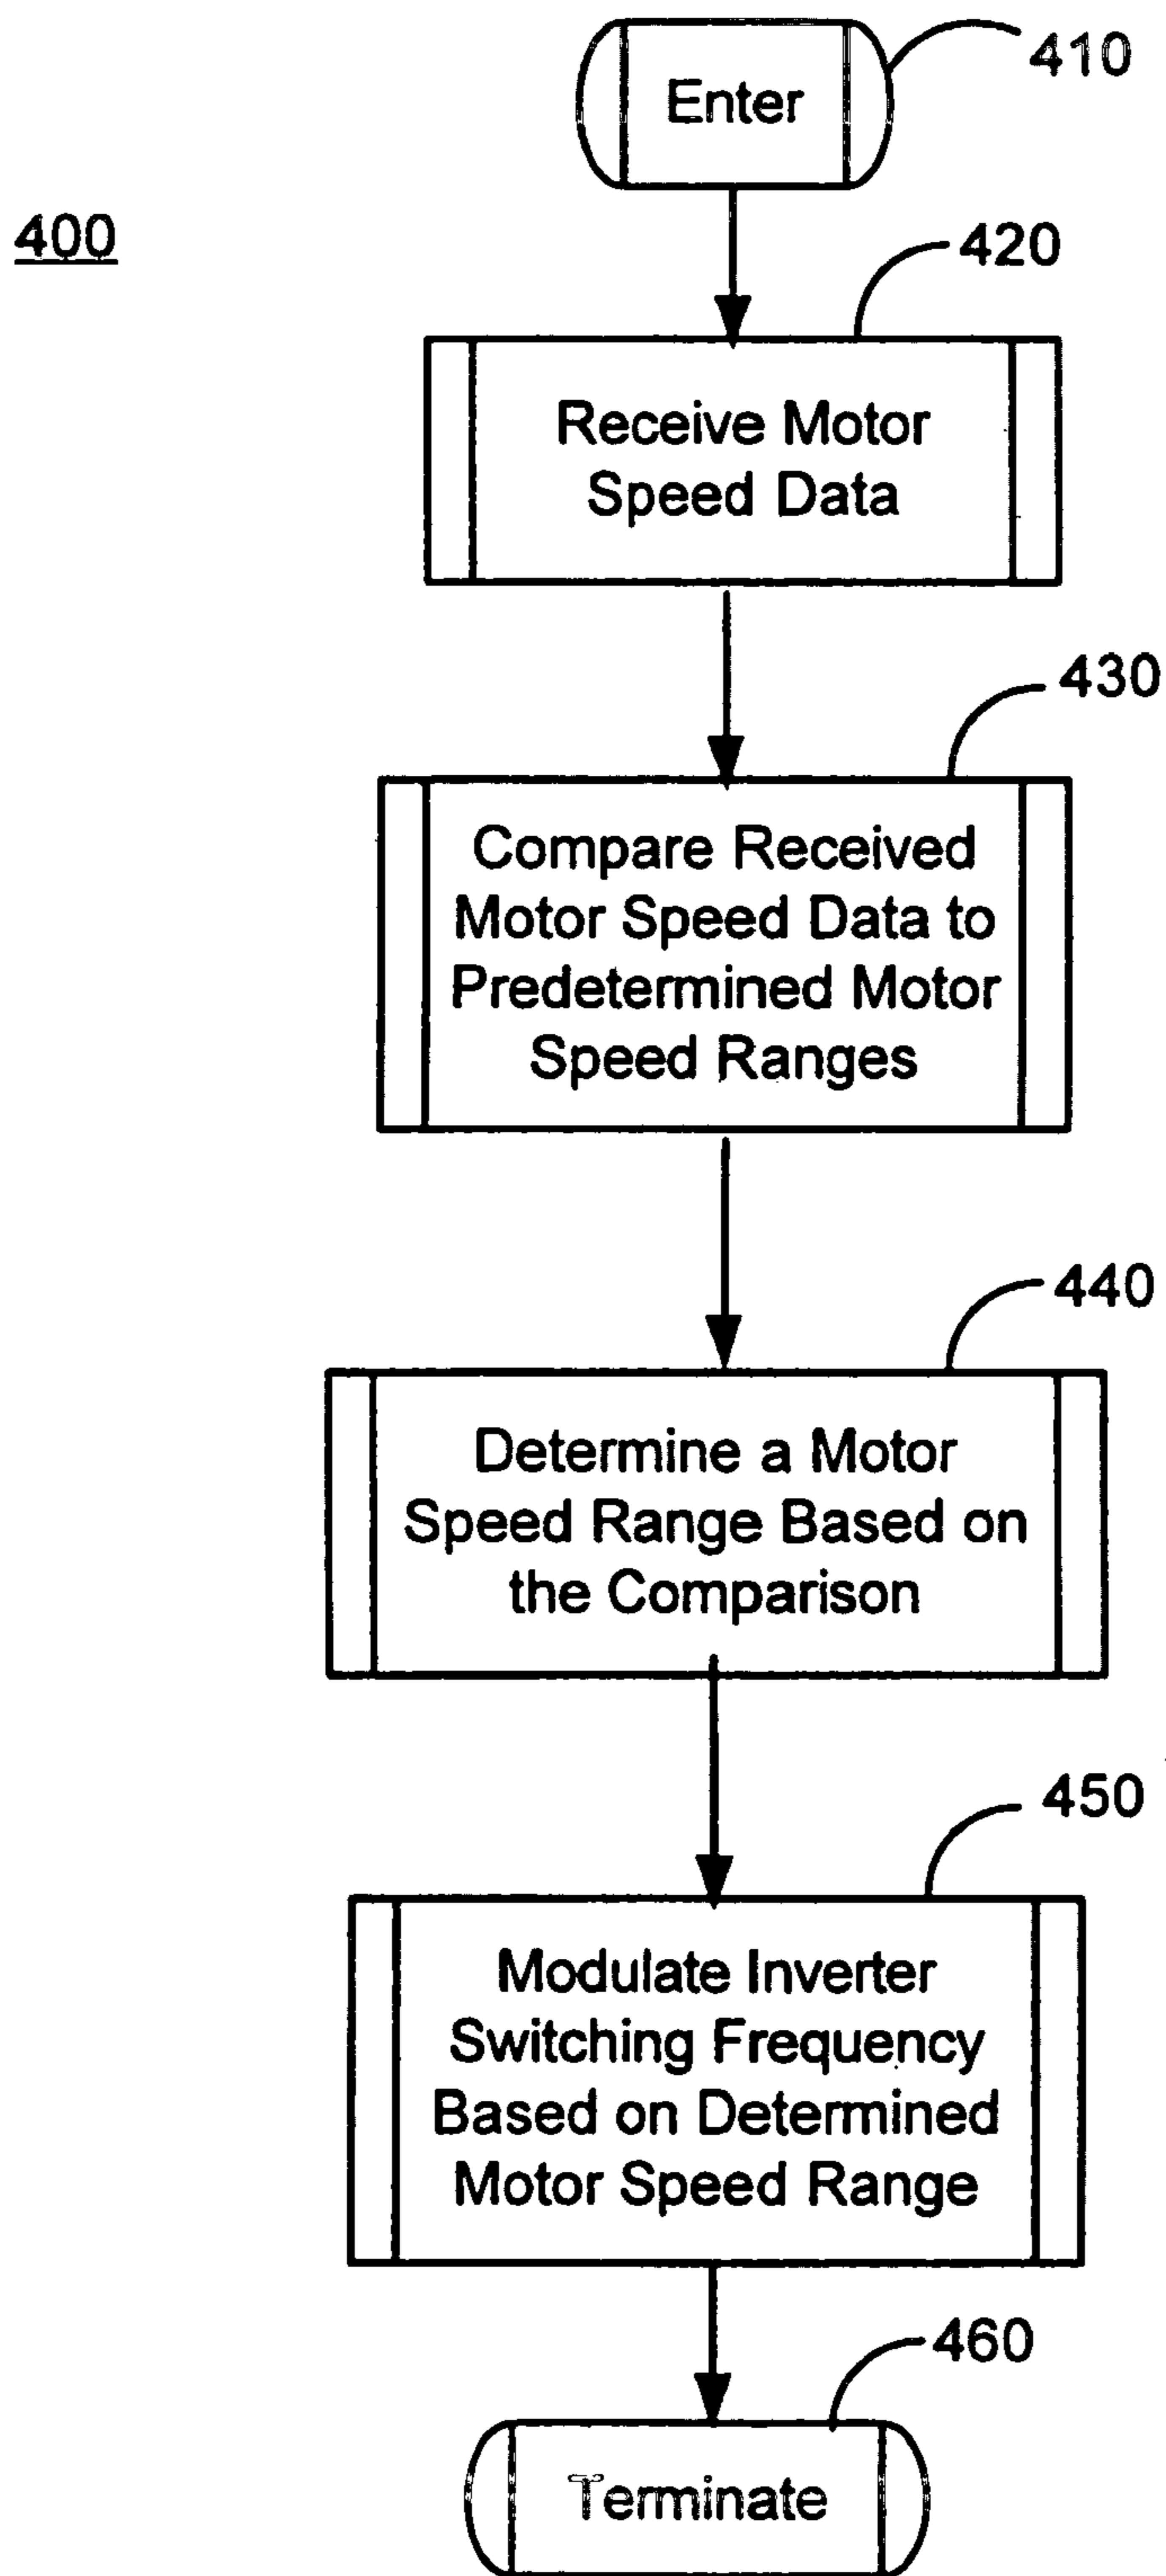 410
Enter
400
420
Receive Motor
Speed Data
430
Compare Received
Motor Speed Data to
Predetermined Motor
Speed Ranges
440
Determine a Motor
Speed Range Based on
the Comparison
450
Modulate Inverter
Switching Frequency
Based on Determined
Motor Speed Range
460
Terminate